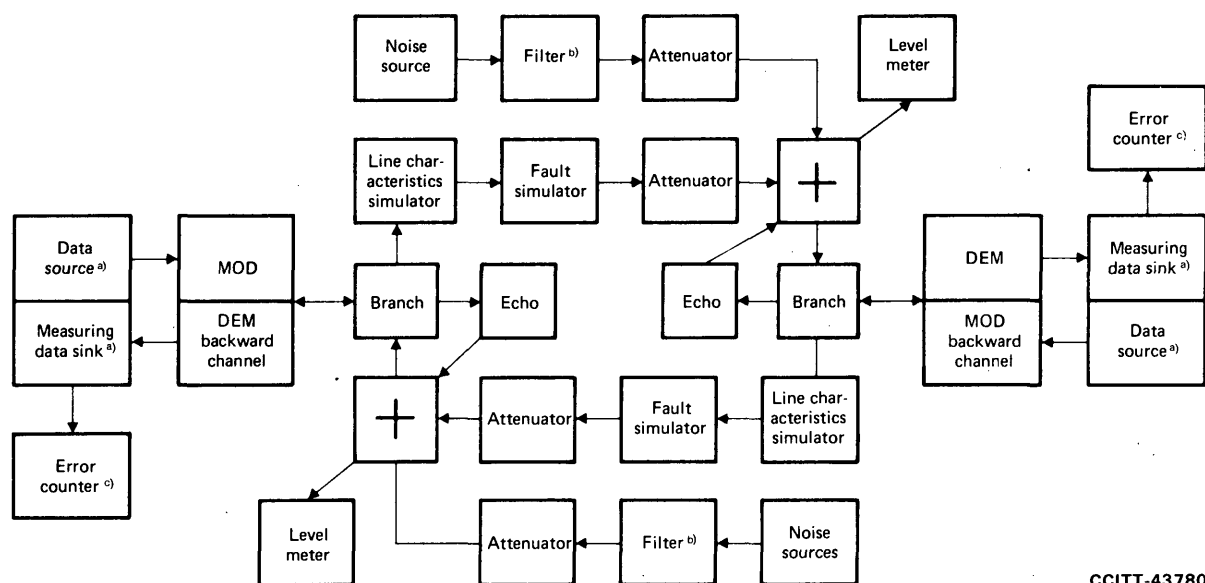 Noise
source
Filter b)
Attenuator
Level
meter
Error
counter c)
Line char-
acteristics
simulator
Fault
simulator
Attenuator
+
Data
source a)
MOD
Branch
Echo
Echo
Branch
DEM
Measuring
data sink a)
Measuring
data sink a)
DEM
backward
channel
MOD
backward
channel
Data
source a)
+
Attenuator
Fault
simulator
Line char-
acteristics
simulator
Error
counter c)
Level
meter
Attenuator
Filter b)
Noise
sources
CCITT-43780